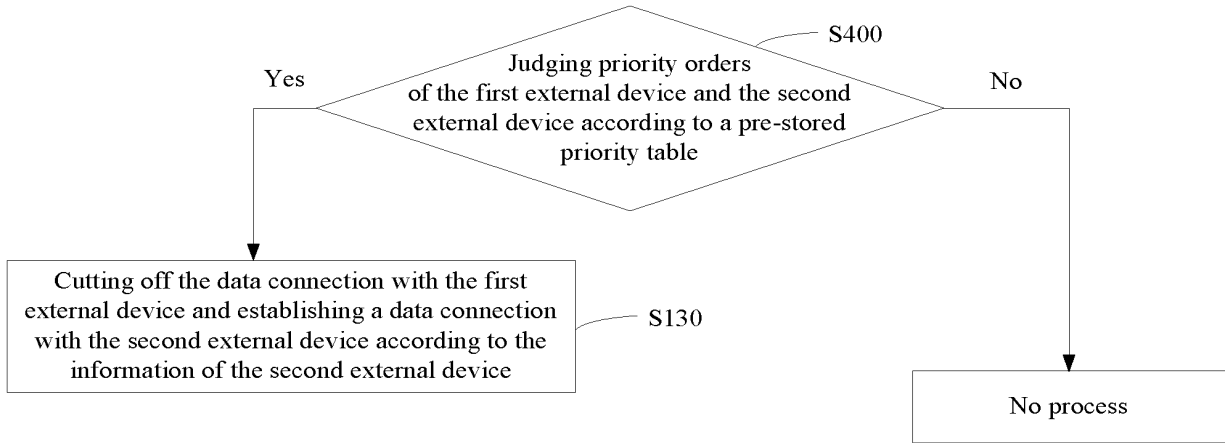 S400
Judging priority orders
of the first external device and the second
external device according to a pre-stored
priority table
Yes
No
Cutting off the data connection with the first
external device and establishing a data connection
with the second external device according to the
information of the second external device
S130
No process